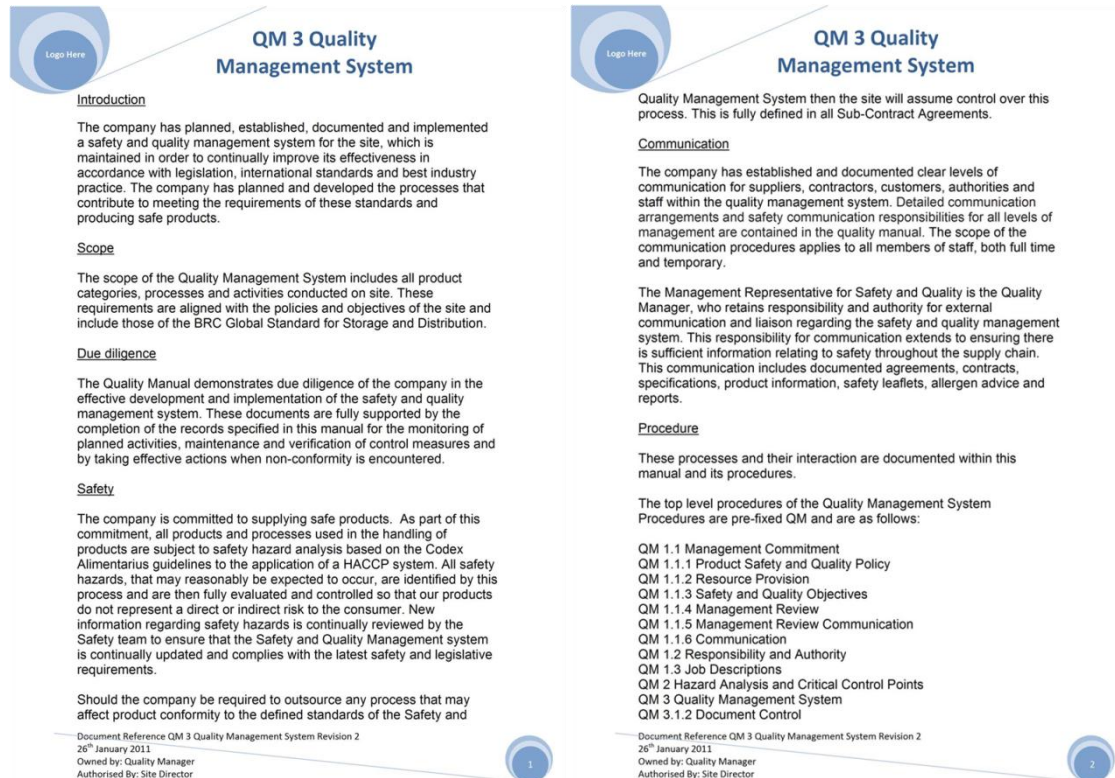 Logo Here
QM 3 Quality
Management System
Introduction
The company has planned, established, documented and implemented
a safety and quality management system for the site, which is
maintained in order to continually improve its effectiveness in
accordance with legislation, international standards and best industry
practice. The company has planned and developed the processes that
contribute to meeting the requirements of these standards and
producing safe products.
Scope
The scope of the Quality Management System includes all product
categories, processes and activities conducted on site. These
requirements are aligned with the policies and objectives of the site and
include those of the BRC Global Standard for Storage and Distribution.
Due diligence
The Quality Manual demonstrates due diligence of the company in the
effective development and implementation of the safety and quality
management system. These documents are fully supported by the
completion of the records specified in this manual for the monitoring of
planned activities, maintenance and verification of control measures and
by taking effective actions when non-conformity is encountered.
Safety
The company is committed to supplying safe products. As part of this
commitment, all products and processes used in the handling of
products are subject to safety hazard analysis based on the Codex
Alimentarius guidelines to the application of a HACCP system. All safety
hazards, that may reasonably be expected to occur, are identified by this
process and are then fully evaluated and controlled so that our products
do not represent a direct or indirect risk to the consumer. New
information regarding safety hazards is continually reviewed by the
Safety team to ensure that the Safety and Quality Management system
is continually updated and complies with the latest safety and legislative
requirements.
Should the company be required to outsource any process that may
affect product conformity to the defined standards of the Safety and
Document Reference QM 3 Quality Management System Revision 2
26th January 2011
Owned by: Quality Manager
Authorised By: Site Director
1
Logo Here
QM 3 Quality
Management System
Quality Management System then the site will assume control over this
process. This is fully defined in all Sub-Contract Agreements.
Communication
The company has established and documented clear levels of
communication for suppliers, contractors, customers, authorities and
staff within the quality management system. Detailed communication
arrangements and safety communication responsibilities for all levels of
management are contained in the quality manual. The scope of the
communication procedures applies to all members of staff, both full time
and temporary.
The Management Representative for Safety and Quality is the Quality
Manager, who retains responsibility and authority for external
communication and liaison regarding the safety and quality management
system. This responsibility for communication extends to ensuring there
is sufficient information relating to safety throughout the supply chain.
This communication includes documented agreements, contracts,
specifications, product information, safety leaflets, allergen advice and
reports.
Procedure
These processes and their interaction are documented within this
manual and its procedures.
The top level procedures of the Quality Management System
Procedures are pre-fixed QM and are as follows:
QM 1.1 Management Commitment
QM 1.1.1 Product Safety and Quality Policy
QM 1.1.2 Resource Provision
QM 1.1.3 Safety and Quality Objectives
QM 1.1.4 Management Review
QM 1.1.5 Management Review Communication
QM 1.1.6 Communication
QM 1.2 Responsibility and Authority
QM 1.3 Job Descriptions
QM 2 Hazard Analysis and Critical Control Points
QM 3 Quality Management System
QM 3.1.2 Document Control
Document Reference QM 3 Quality Management System Revision 2
26th January 2011
Owned by: Quality Manager
Authorised By: Site Director
2